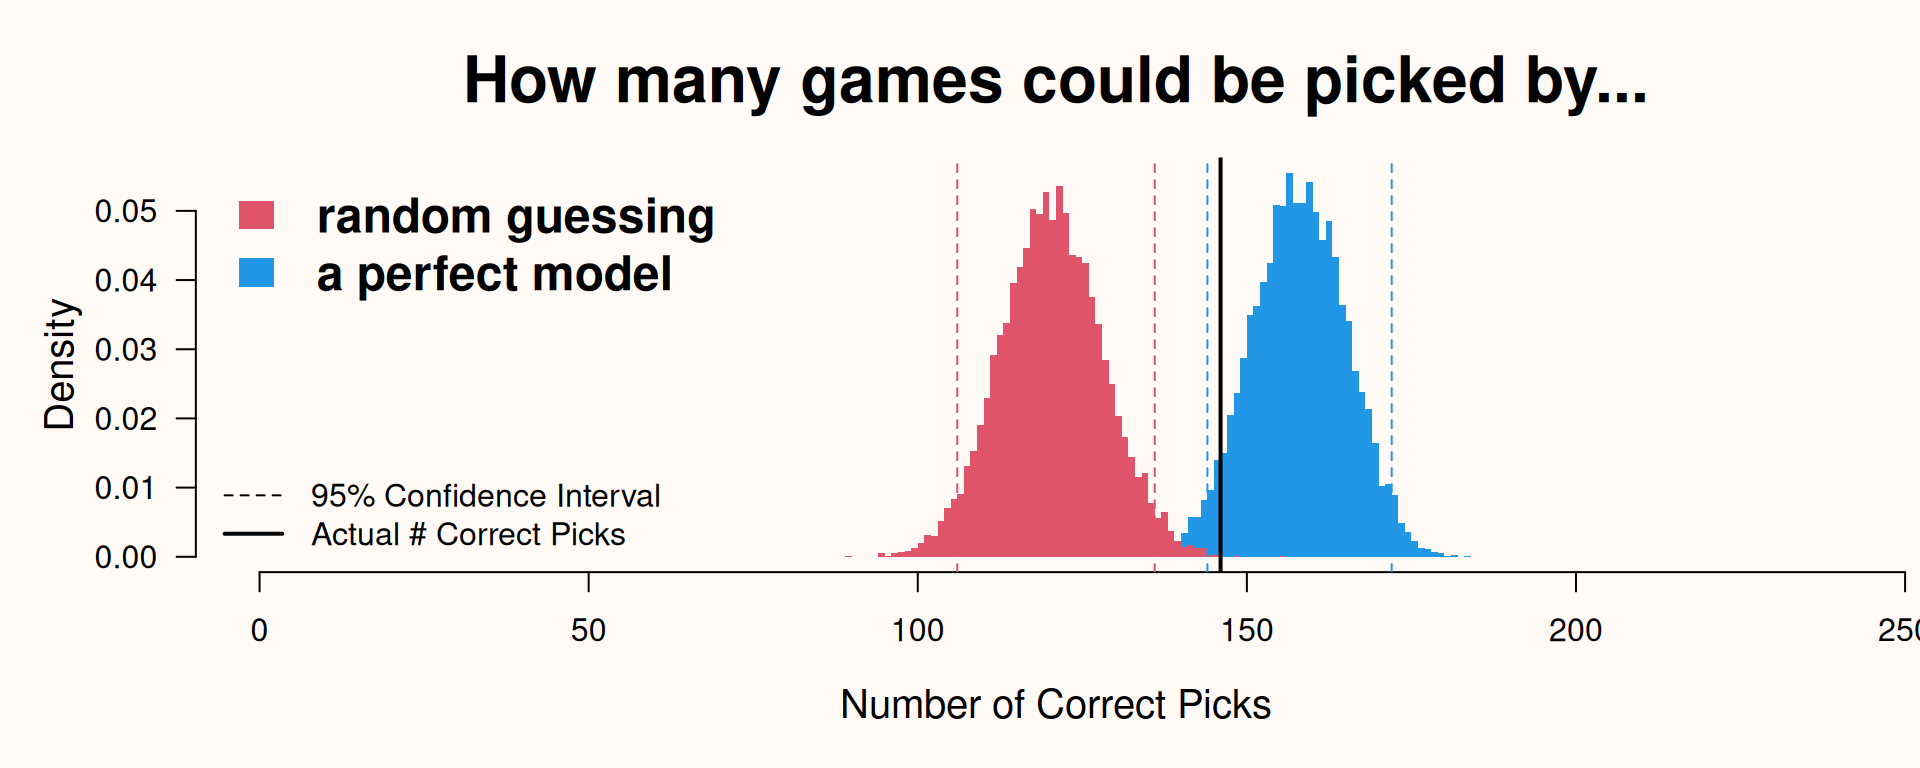 How many games could be picked by...
random guessing
a perfect model
Density
0.05
0.04
0.03
0.02
0.01
0.00
95% Confidence Interval
Actual # Correct Picks
0 50 100 150 200 250
Number of Correct Picks